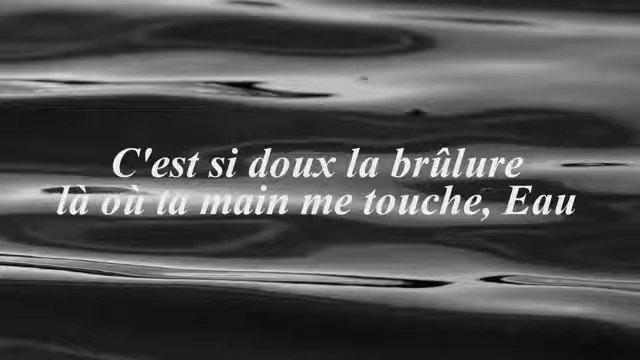 C'est si doux la brûlure
là où ta main me touche, Eau